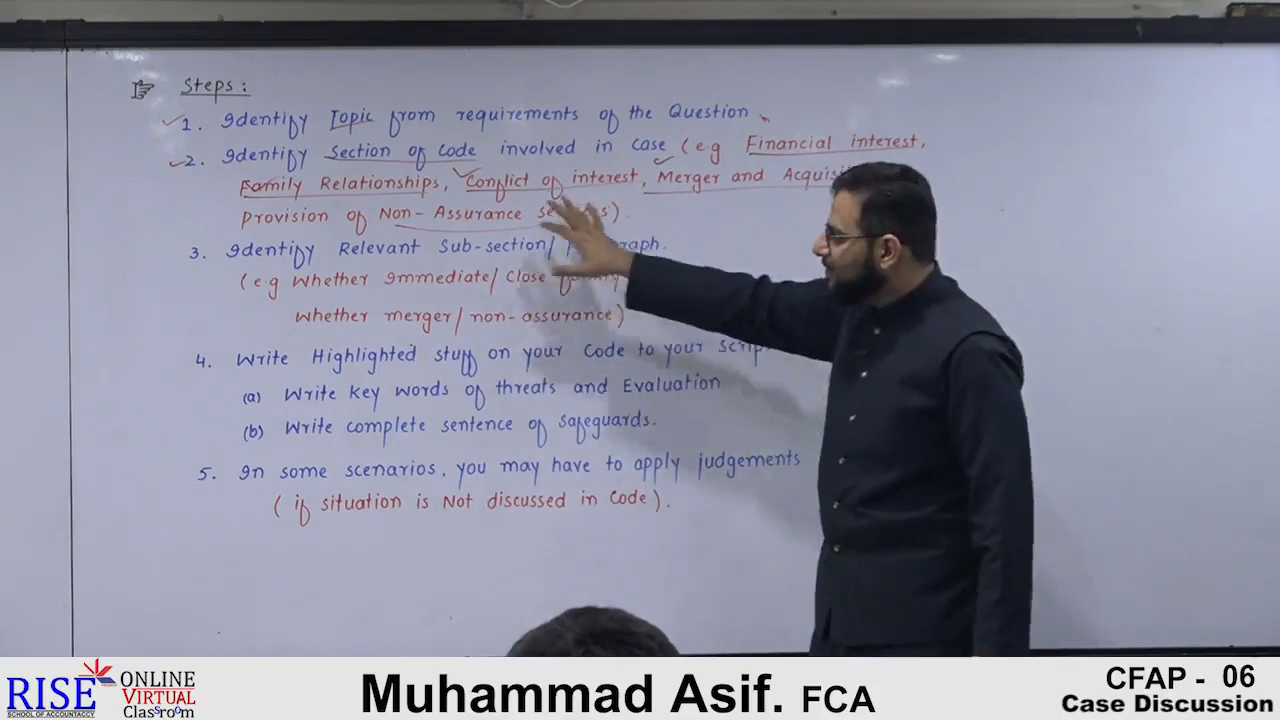 Steps:
1. Identify Topic from requirements of the Question
2. Identify Section of Code involved in case (e.g Financial interest,
Family Relationships, Conflict of interest, Merger and
provision of Non-Assurance
3. Identify Relevant Sub-section/
(e.g Whether Immediate/ Close
Whether merger/ non-assurance)
4. Write Highlighted stuff on your Code to your
(a) Write key words of threats and Evaluation
(b) Write complete sentence of safeguards.
5. In some scenarios, you may have to apply judgements
(if situation is Not discussed in Code).
RISE
SCHOOL OF ACCOUNTANCY
ONLINE
VIRTUAL
Classroom
Muhammad Asif. FCA
CFAP - 06
Case Discussion